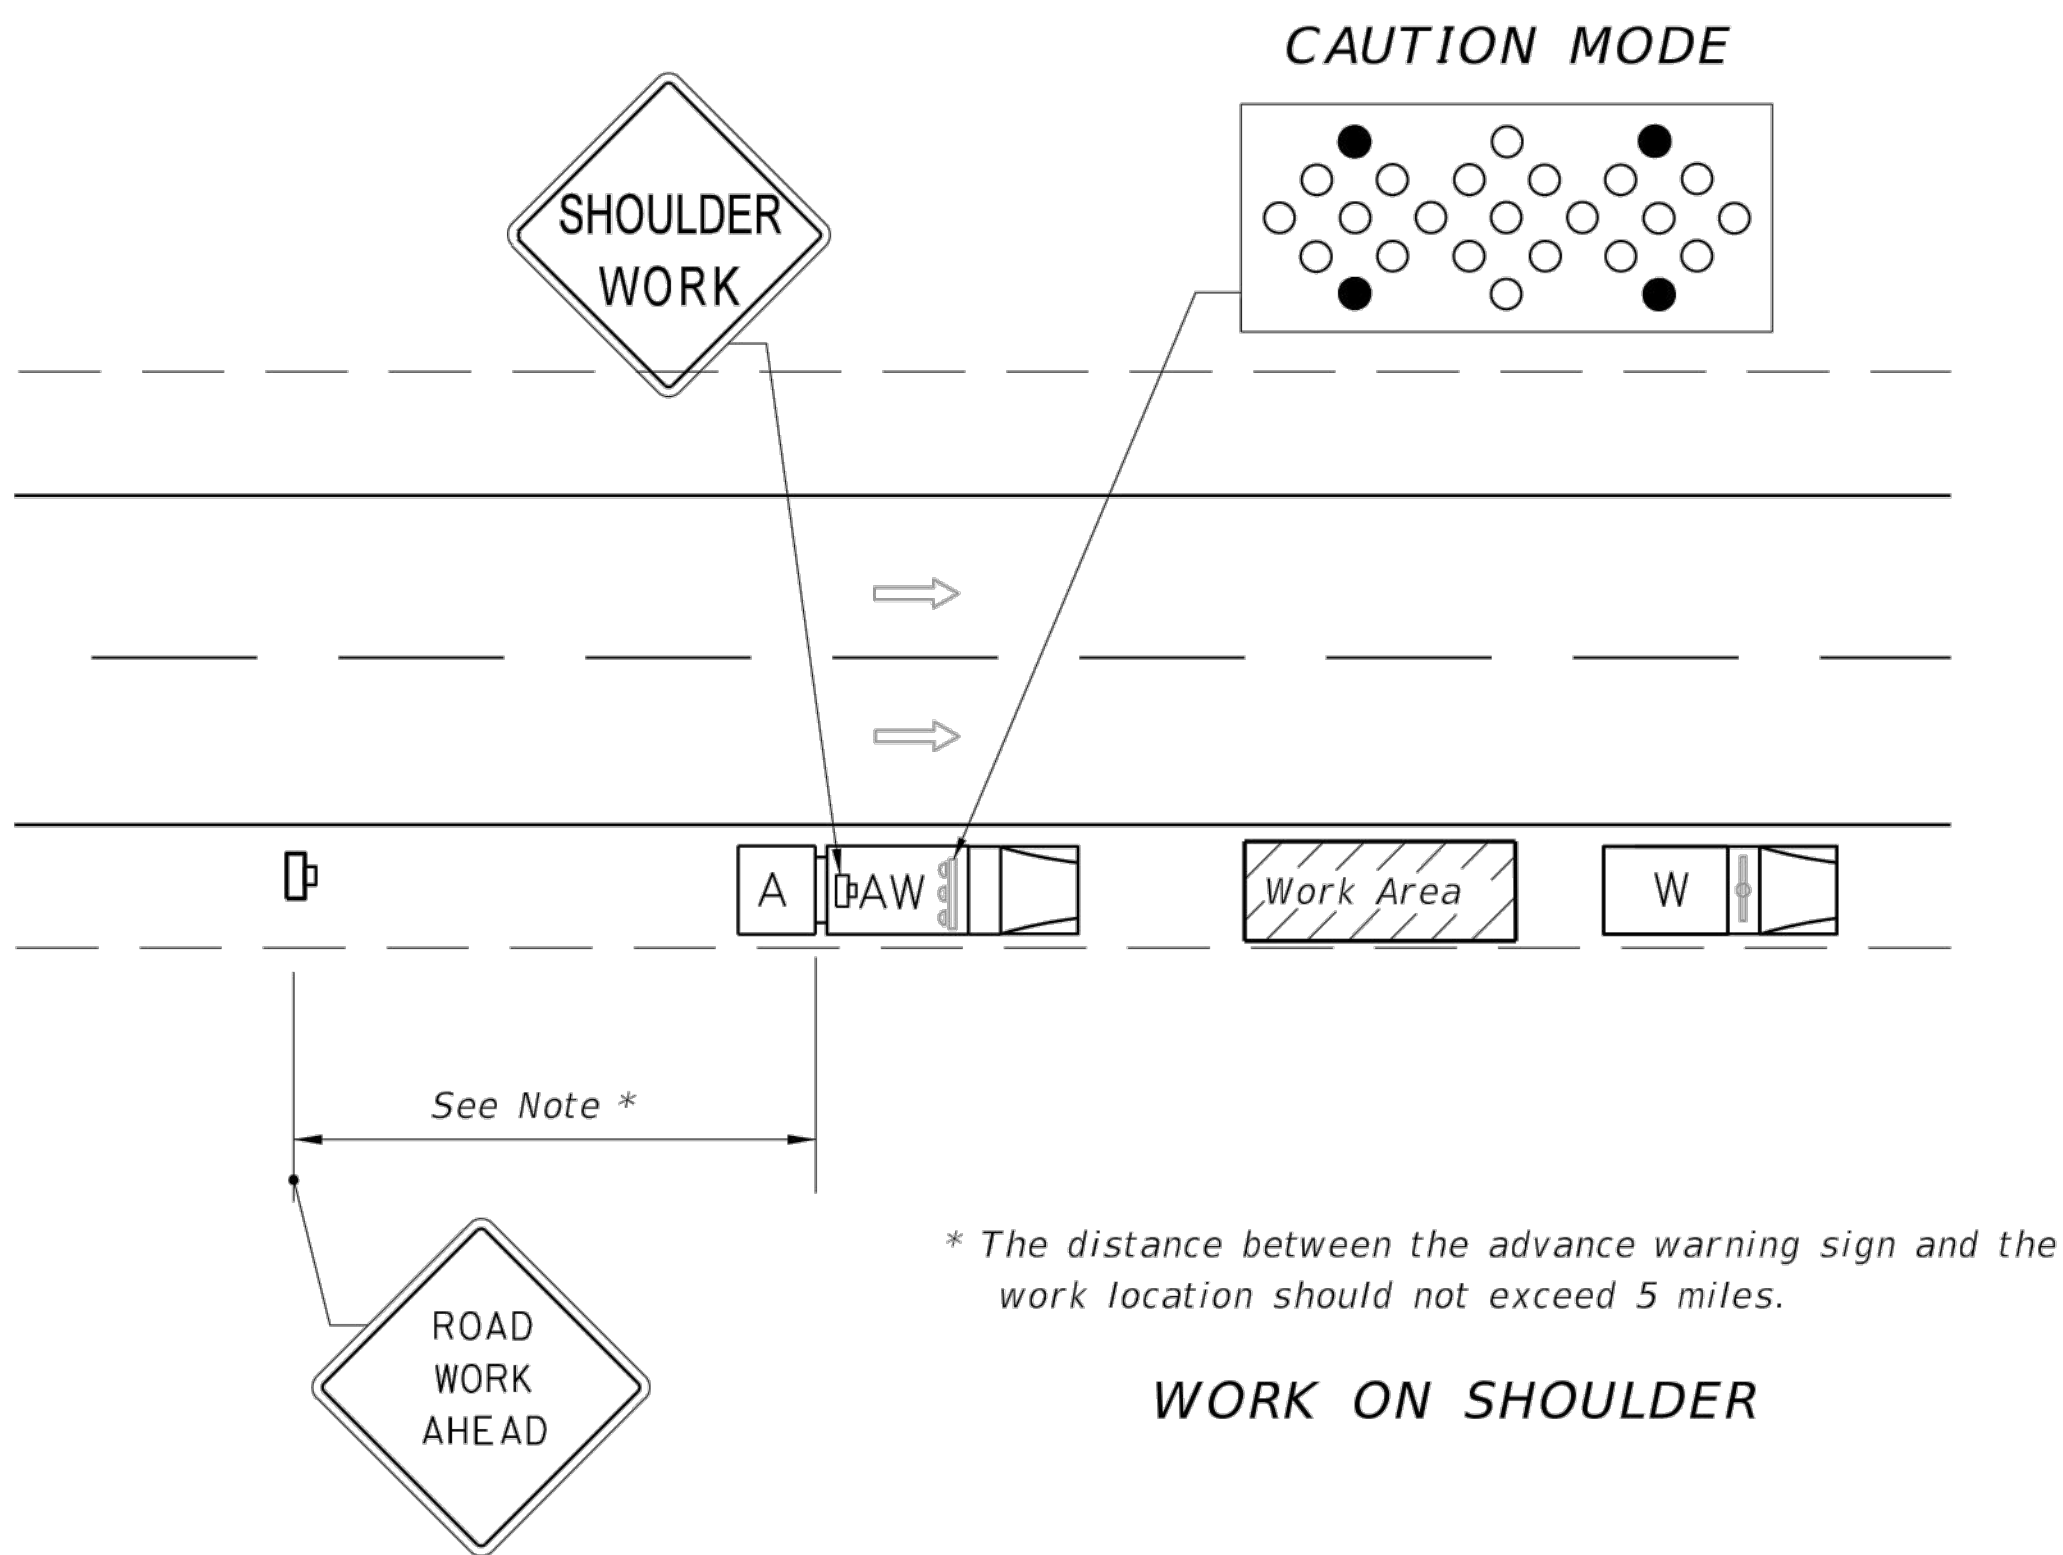 CAUTION MODE
SHOULDER
WORK
A
AW
Work Area
W
See Note *
* The distance between the advance warning sign and the
work location should not exceed 5 miles.
ROAD
WORK
AHEAD
WORK ON SHOULDER